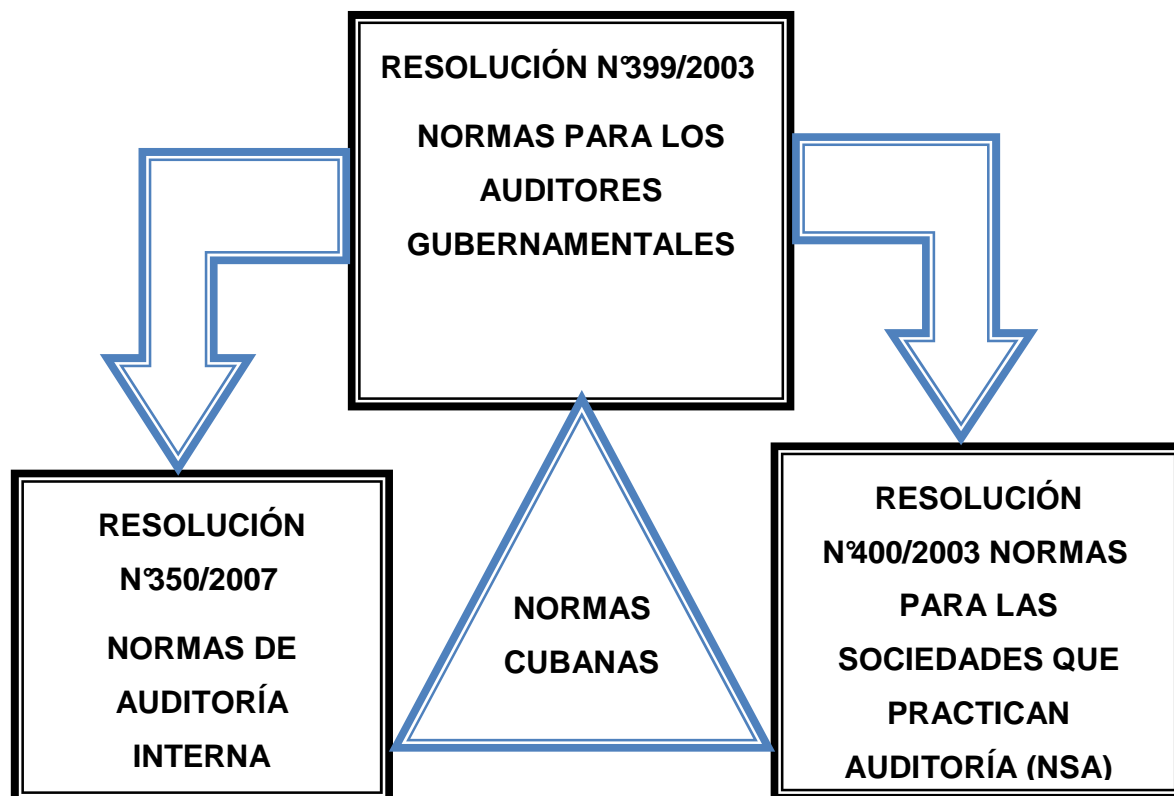 RESOLUCIÓN N°399/2003
NORMAS PARA LOS
AUDITORES
GUBERNAMENTALES
RESOLUCIÓN
N°350/2007
NORMAS DE
AUDITORÍA
INTERNA
NORMAS
CUBANAS
RESOLUCIÓN
N°400/2003 NORMAS
PARA LAS
SOCIEDADES QUE
PRACTICAN
AUDITORÍA (NSA)